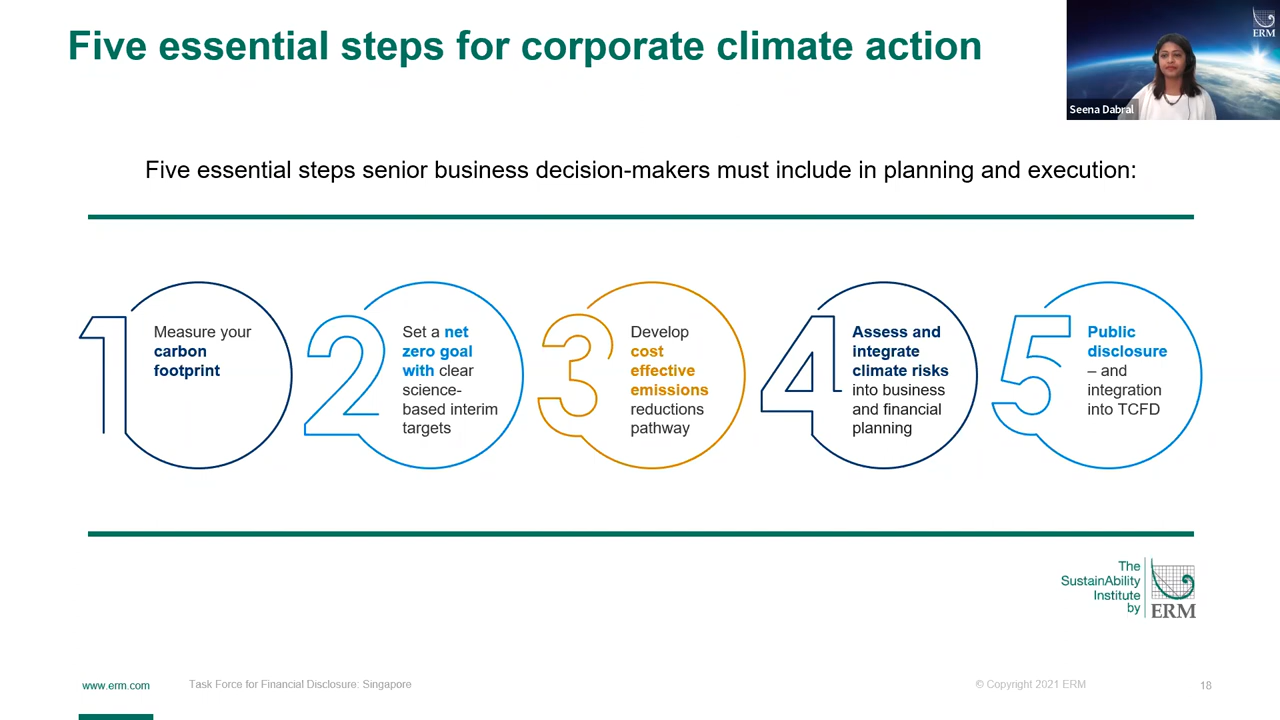 Five essential steps for corporate climate action
ERM
Seena Dabral
Five essential steps senior business decision-makers must include in planning and execution:
1
Measure your
carbon
footprint
2
Set a net
zero goal
with clear
science-
based interim
targets
3
Develop
cost
effective
emissions
reductions
pathway
4
Assess and
integrate
climate risks
into business
and financial
planning
5
Public
disclosure
– and
integration
into TCFD
The
SustainAbility
Institute
by
ERM
www.erm.com
Task Force for Financial Disclosure: Singapore
© Copyright 2021 ERM
18